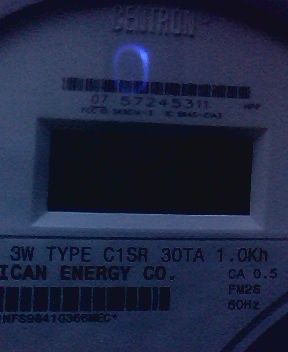 CENTRON
07 57245311
3W TYPE C1SR 30TA 1.0Kh
ICAN ENERGY CO.
CA 0.5
FM2S
60Hz